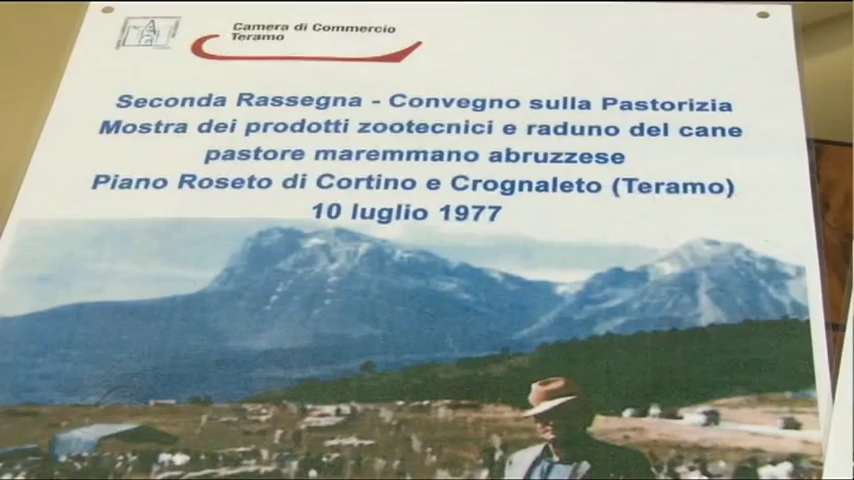 Camera di Commercio
Teramo
Seconda Rassegna - Convegno sulla Pastorizia
Mostra dei prodotti zootecnici e raduno del cane
pastore maremmano abruzzese
Piano Roseto di Cortino e Crognaleto (Teramo)
10 luglio 1977